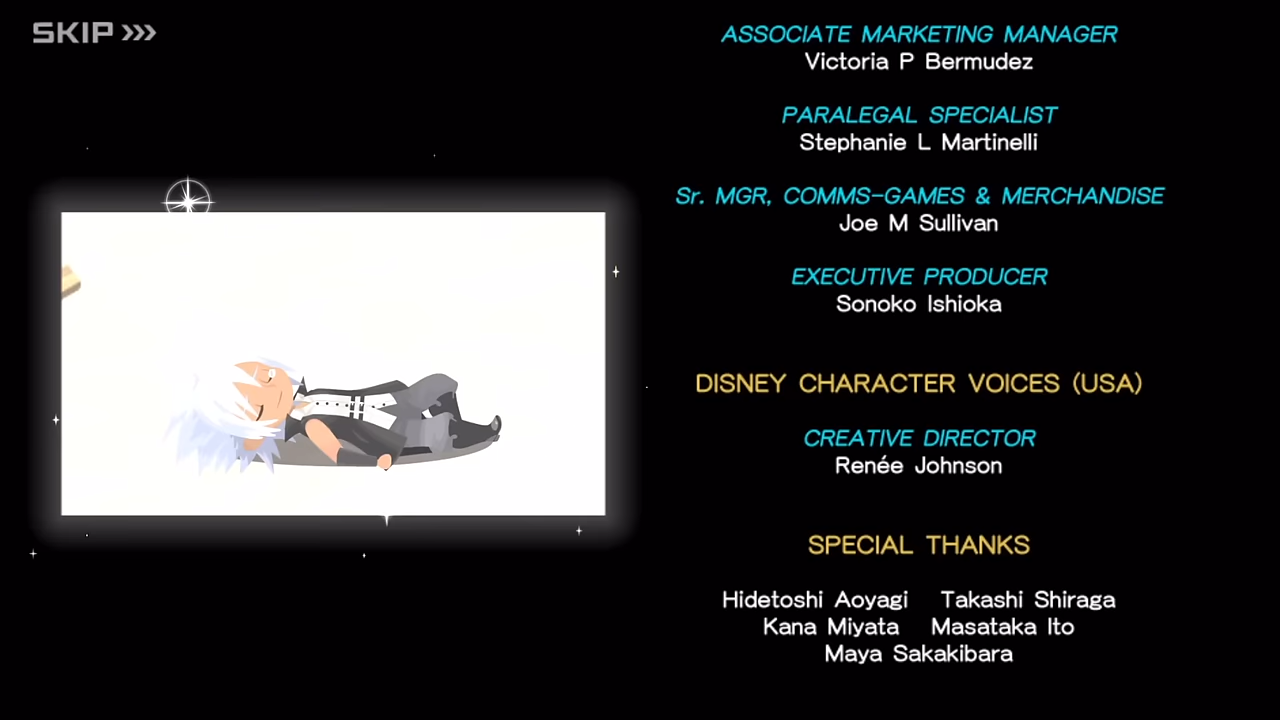 SKIP >>>
ASSOCIATE MARKETING MANAGER
Victoria P Bermudez
PARALEGAL SPECIALIST
Stephanie L Martinelli
Sr. MGR, COMMS-GAMES & MERCHANDISE
Joe M Sullivan
EXECUTIVE PRODUCER
Sonoko Ishioka
DISNEY CHARACTER VOICES (USA)
CREATIVE DIRECTOR
Renée Johnson
SPECIAL THANKS
Hidetoshi Aoyagi Takashi Shiraga
Kana Miyata Masataka Ito
Maya Sakakibara